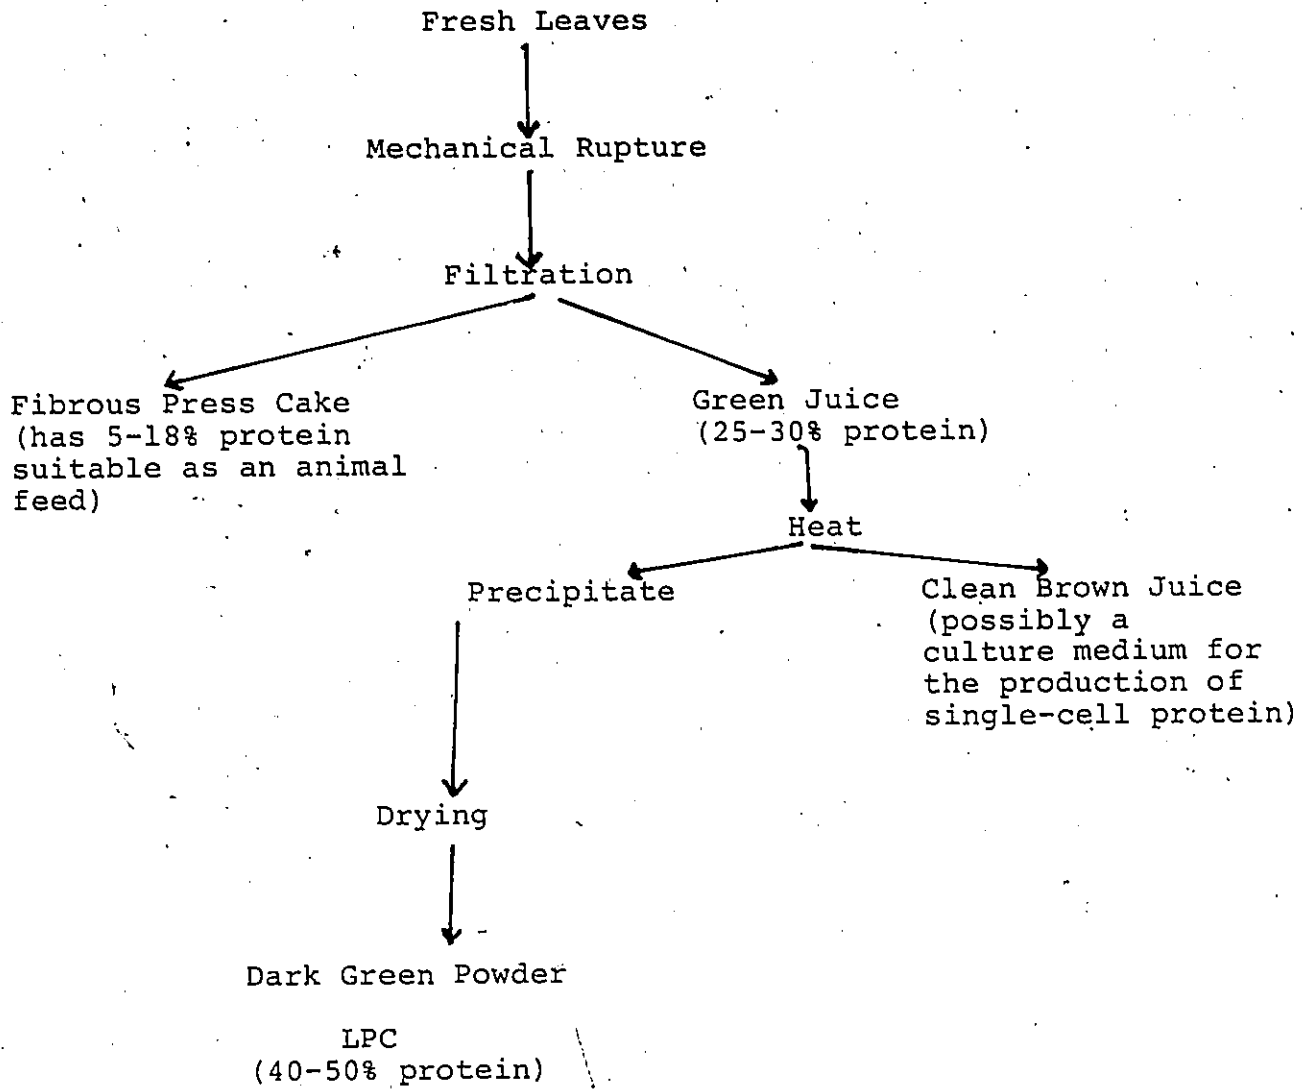 Fresh Leaves
Mechanical Rupture
Filtration
Fibrous Press Cake
(has 5-18% protein
suitable as an animal
feed)
Green Juice
(25-30% protein)
Heat
Precipitate
Clean Brown Juice
(possibly a
culture medium for
the production of
single-cell protein)
Drying
Dark Green Powder
LPC
(40-50% protein)